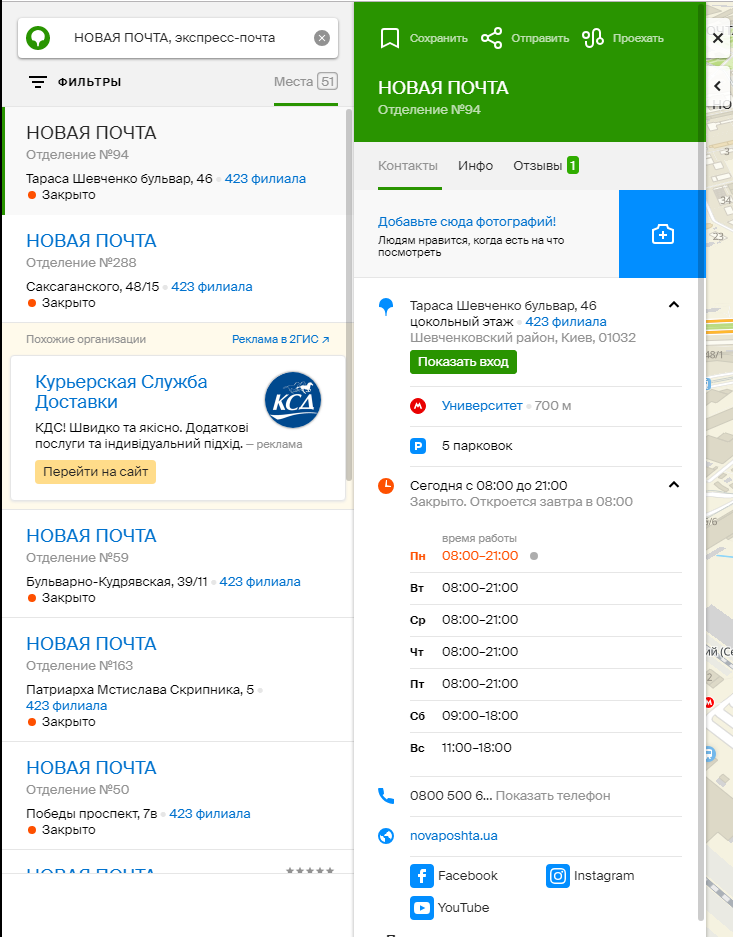 НОВАЯ ПОЧТА, экспресс-почта
ФИЛЬТРЫ
Места 51
НОВАЯ ПОЧТА
Отделение №94
Тараса Шевченко бульвар, 46 423 филиала
Закрыто
НОВАЯ ПОЧТА
Отделение №288
Саксаганского, 48/15 423 филиала
Закрыто
Похожие организации Реклама в 2ГИС ↗
Курьерская Служба
Доставки
КСД
КДС! Швидко та якісно. Додаткові
послуги та індивідуальний підхід. — реклама
Перейти на сайт
НОВАЯ ПОЧТА
Отделение №59
Бульварно-Кудрявская, 39/11 423 филиала
Закрыто
НОВАЯ ПОЧТА
Отделение №163
Патриарха Мстислава Скрипника, 5
423 филиала
Закрыто
НОВАЯ ПОЧТА
Отделение №50
Победы проспект, 7в 423 филиала
Закрыто
НОВАЯ ПОЧТА
Сохранить Отправить Проехать
НОВАЯ ПОЧТА
Отделение №94
Контакты Инфо Отзывы 1
Добавьте сюда фотографий!
Людям нравится, когда есть на что
посмотреть
Тараса Шевченко бульвар, 46
цокольный этаж 423 филиала
Шевченковский район, Киев, 01032
Показать вход
Университет 700 м
P 5 парковок
Сегодня с 08:00 до 21:00
Закрыто. Откроется завтра в 08:00
время работы
Пн 08:00–21:00
Вт 08:00–21:00
Ср 08:00–21:00
Чт 08:00–21:00
Пт 08:00–21:00
Сб 09:00–18:00
Вс 11:00–18:00
0800 500 6... Показать телефон
novaposhta.ua
Facebook Instagram
YouTube
3
34
23
48/1
2